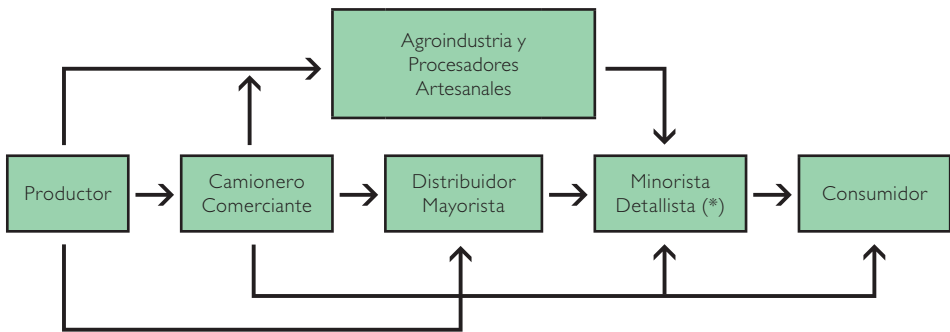 Agroindustria y
Procesadores
Artesanales
Productor
Camionero
Comerciante
Distribuidor
Mayorista
Minorista
Detallista (*)
Consumidor